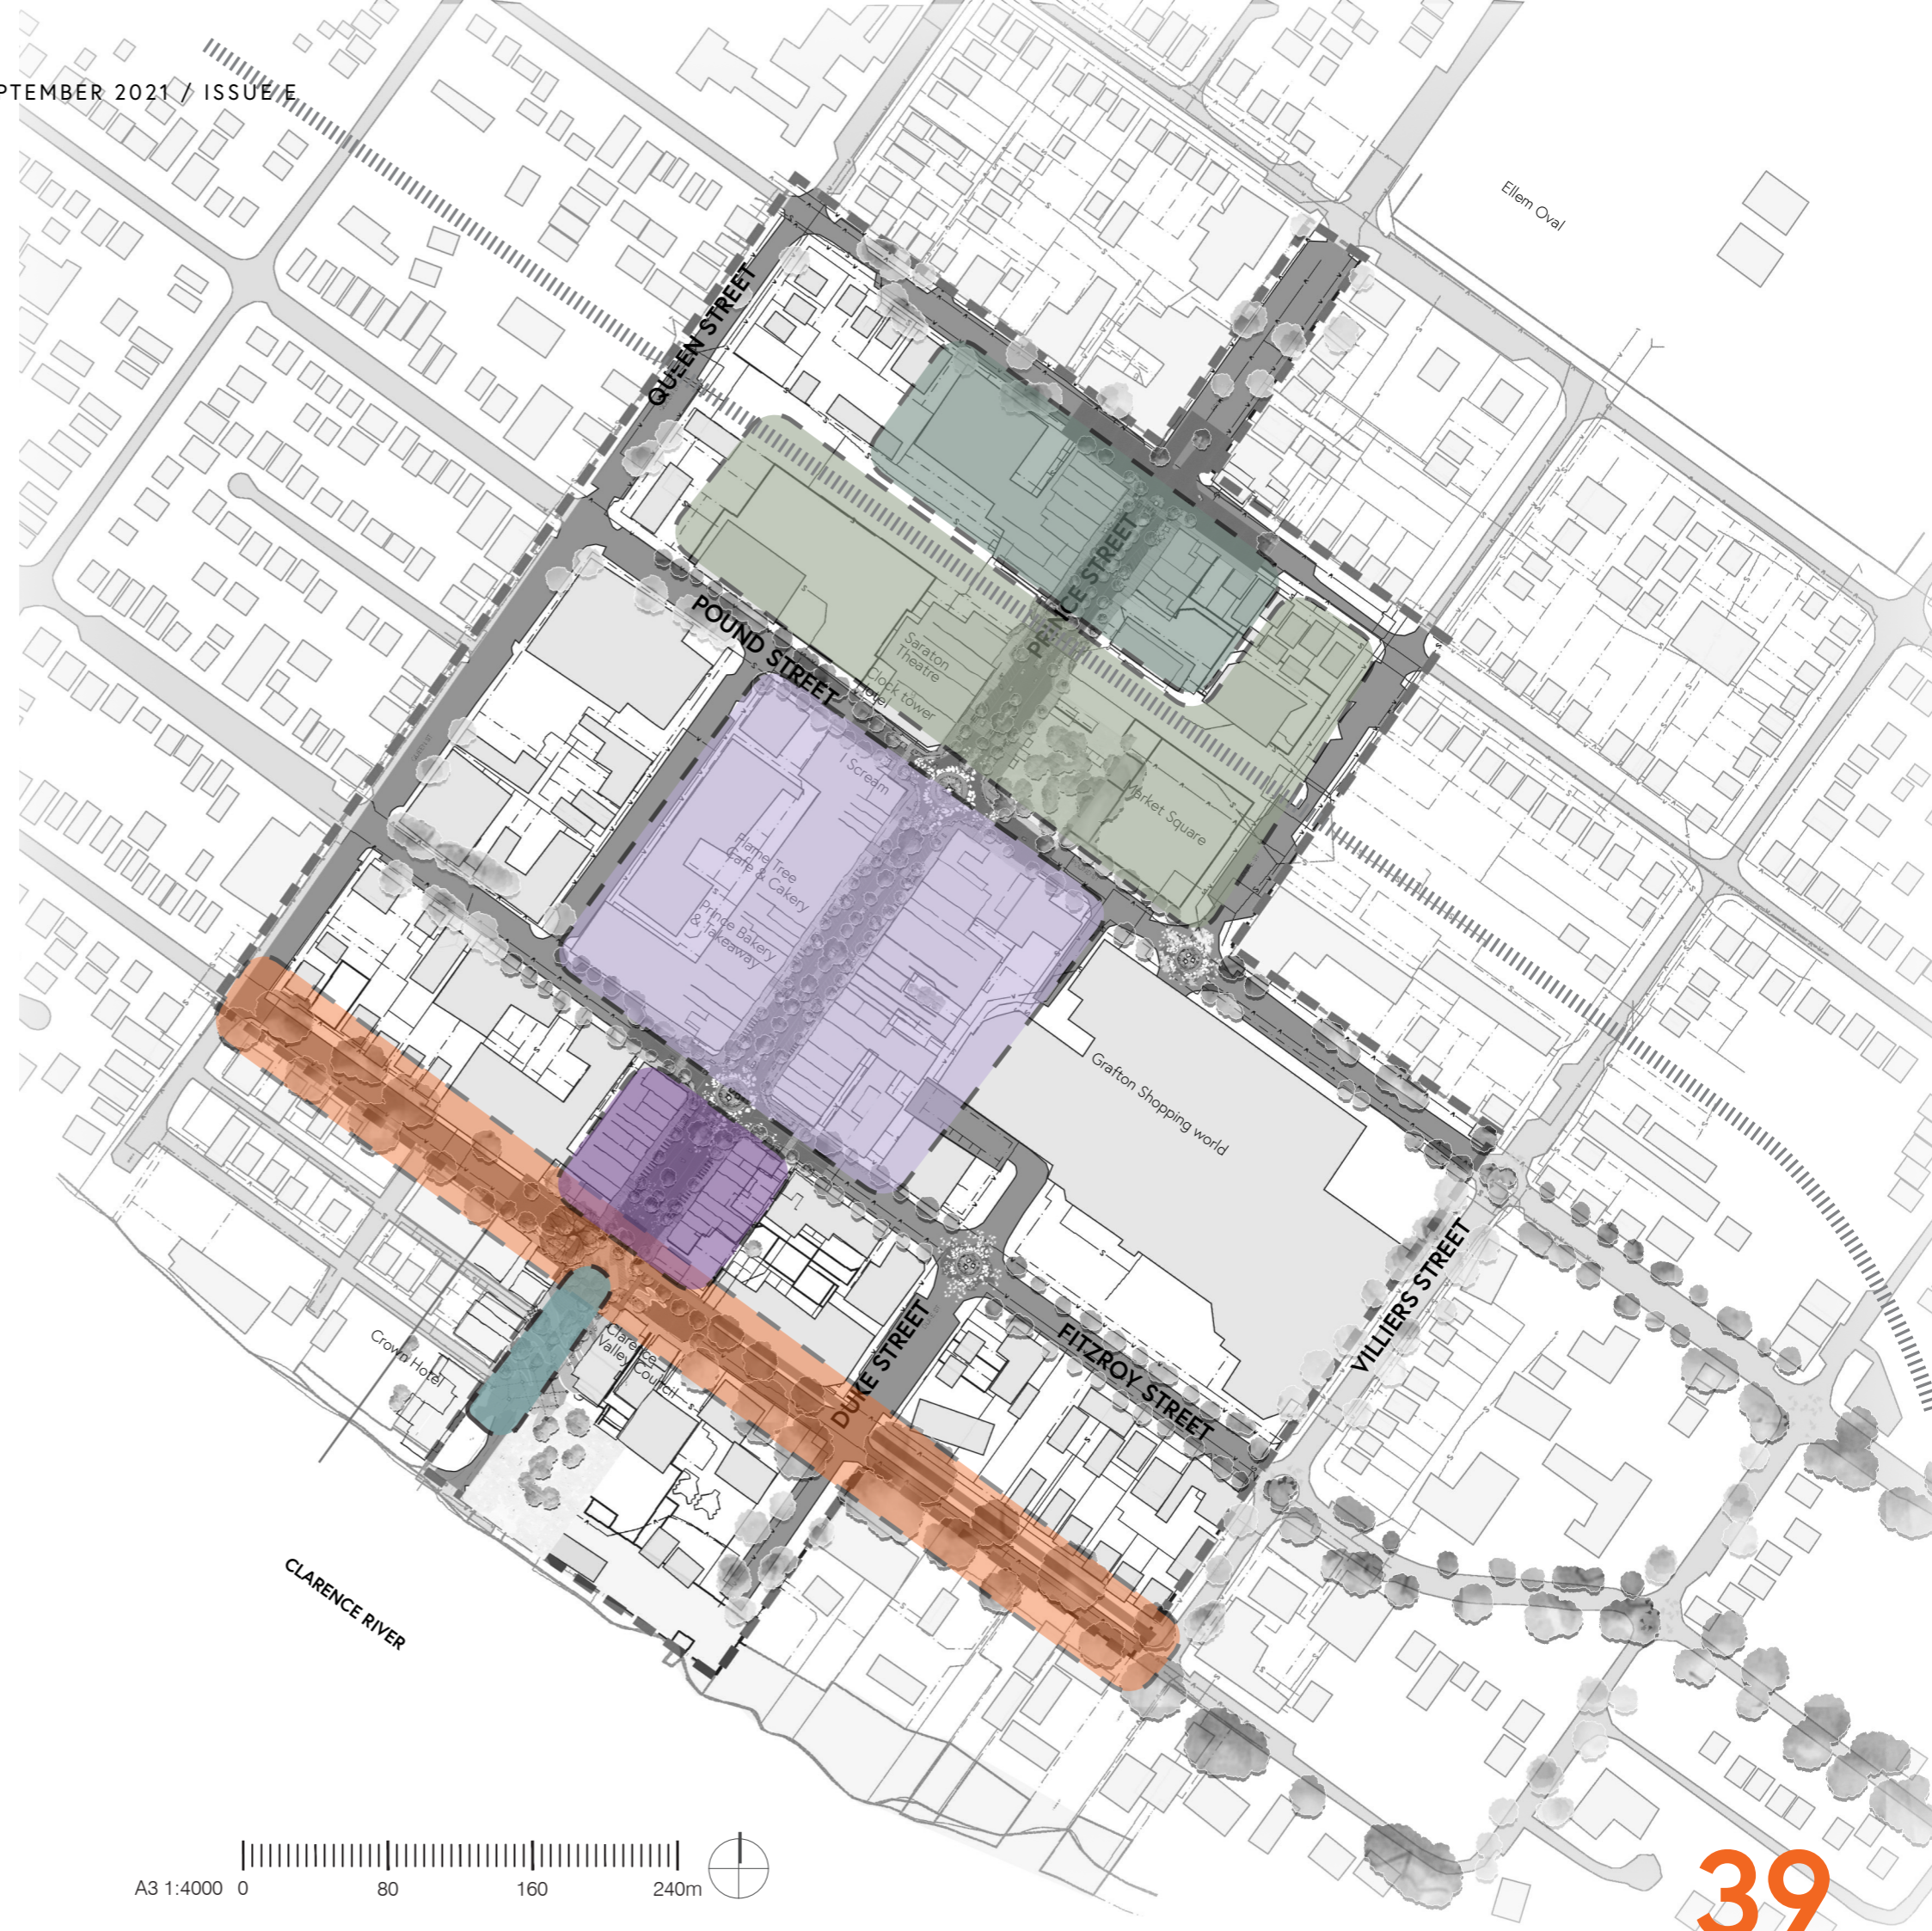 PTEMBER 2021 / ISSUE E
Ellem Oval
QUEEN STREET
PRINCE STREET
POUND STREET
Saraton
Theatre
Clock tower
Hotel
I Scream
Market Square
Flame Tree
Cafe & Cakery
Prince Bakery
& Takeaway
Grafton Shopping world
VILLIERS STREET
FITZROY STREET
DUKE STREET
Clarence
Valley Council
Crown Hotel
CLARENCE RIVER
A3 1:4000 0 80 160 240m
39